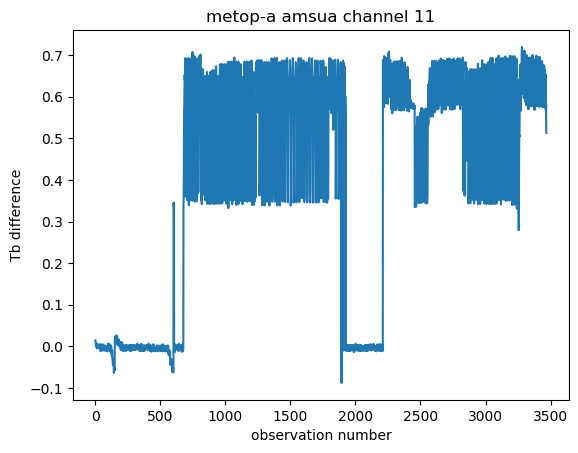 metop-a amsua channel 11
0.7
0.6
0.5
0.4
0.3
0.2
0.1
0.0
−0.1
Tb difference
0 500 1000 1500 2000 2500 3000 3500
observation number